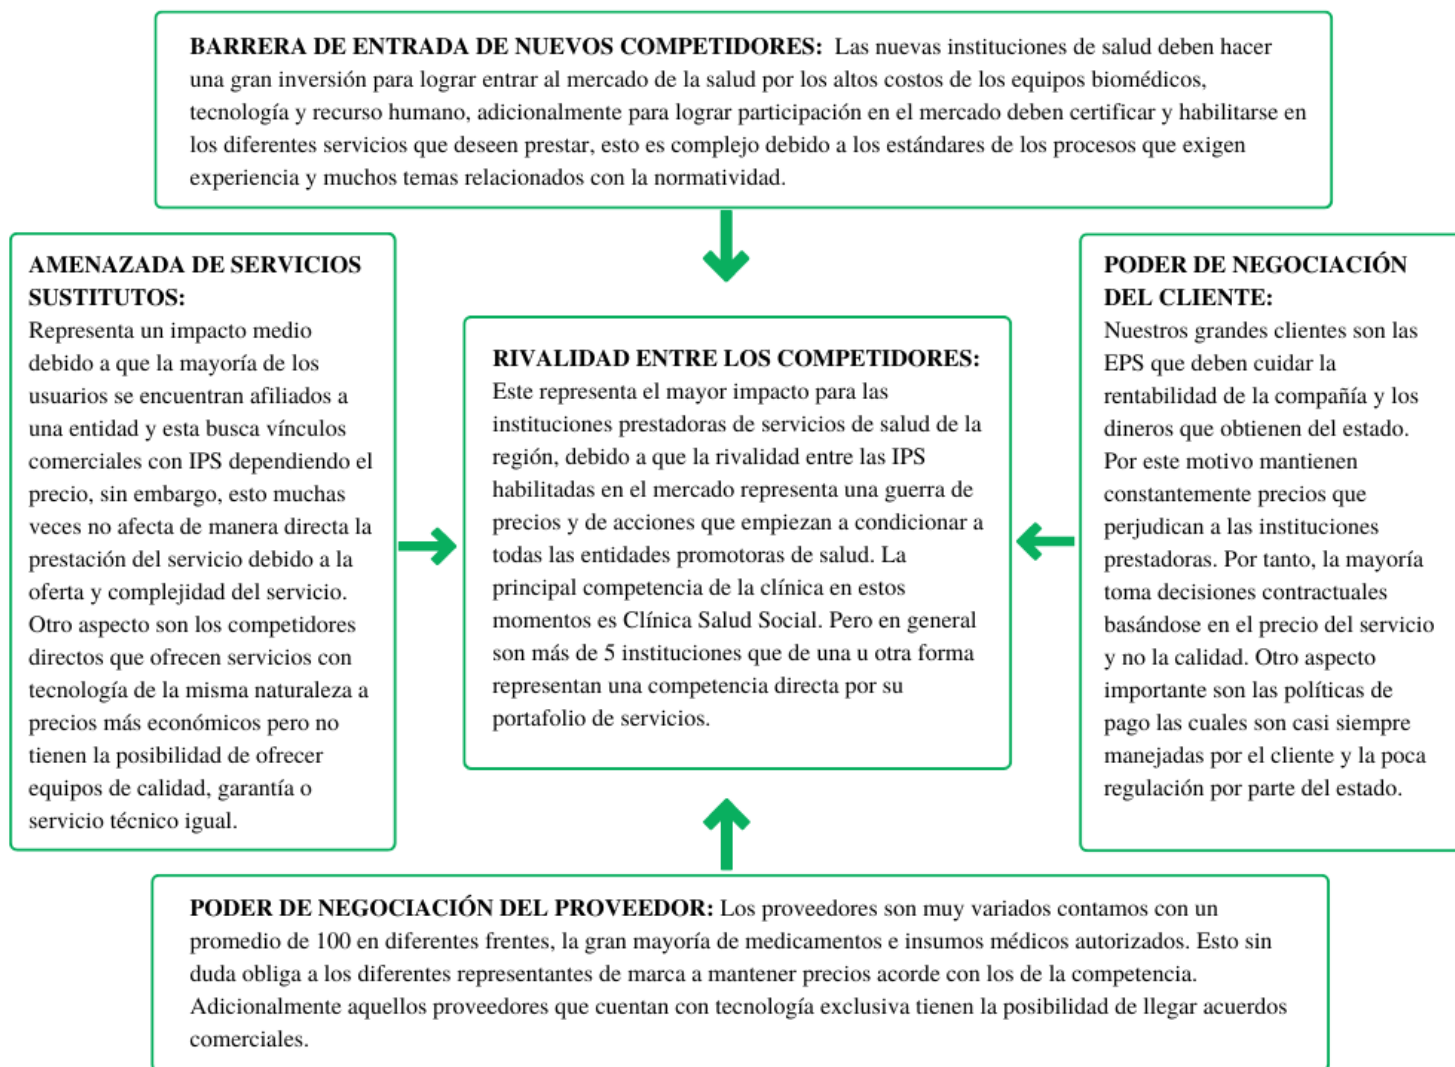 BARRERA DE ENTRADA DE NUEVOS COMPETIDORES: Las nuevas instituciones de salud deben hacer
una gran inversión para lograr entrar al mercado de la salud por los altos costos de los equipos biomédicos,
tecnología y recurso humano, adicionalmente para lograr participación en el mercado deben certificar y habilitarse en
los diferentes servicios que deseen prestar, esto es complejo debido a los estándares de los procesos que exigen
experiencia y muchos temas relacionados con la normatividad.
AMENAZADA DE SERVICIOS
SUSTITUTOS:
Representa un impacto medio
debido a que la mayoría de los
usuarios se encuentran afiliados a
una entidad y esta busca vínculos
comerciales con IPS dependiendo el
precio, sin embargo, esto muchas
veces no afecta de manera directa la
prestación del servicio debido a la
oferta y complejidad del servicio.
Otro aspecto son los competidores
directos que ofrecen servicios con
tecnología de la misma naturaleza a
precios más económicos pero no
tienen la posibilidad de ofrecer
equipos de calidad, garantía o
servicio técnico igual.
RIVALIDAD ENTRE LOS COMPETIDORES:
Este representa el mayor impacto para las
instituciones prestadoras de servicios de salud de la
región, debido a que la rivalidad entre las IPS
habilitadas en el mercado representa una guerra de
precios y de acciones que empiezan a condicionar a
todas las entidades promotoras de salud. La
principal competencia de la clínica en estos
momentos es Clínica Salud Social. Pero en general
son más de 5 instituciones que de una u otra forma
representan una competencia directa por su
portafolio de servicios.
PODER DE NEGOCIACIÓN
DEL CLIENTE:
Nuestros grandes clientes son las
EPS que deben cuidar la
rentabilidad de la compañía y los
dineros que obtienen del estado.
Por este motivo mantienen
constantemente precios que
perjudican a las instituciones
prestadoras. Por tanto, la mayoría
toma decisiones contractuales
basándose en el precio del servicio
y no la calidad. Otro aspecto
importante son las políticas de
pago las cuales son casi siempre
manejadas por el cliente y la poca
regulación por parte del estado.
PODER DE NEGOCIACIÓN DEL PROVEEDOR: Los proveedores son muy variados contamos con un
promedio de 100 en diferentes frentes, la gran mayoría de medicamentos e insumos médicos autorizados. Esto sin
duda obliga a los diferentes representantes de marca a mantener precios acorde con los de la competencia.
Adicionalmente aquellos proveedores que cuentan con tecnología exclusiva tienen la posibilidad de llegar acuerdos
comerciales.